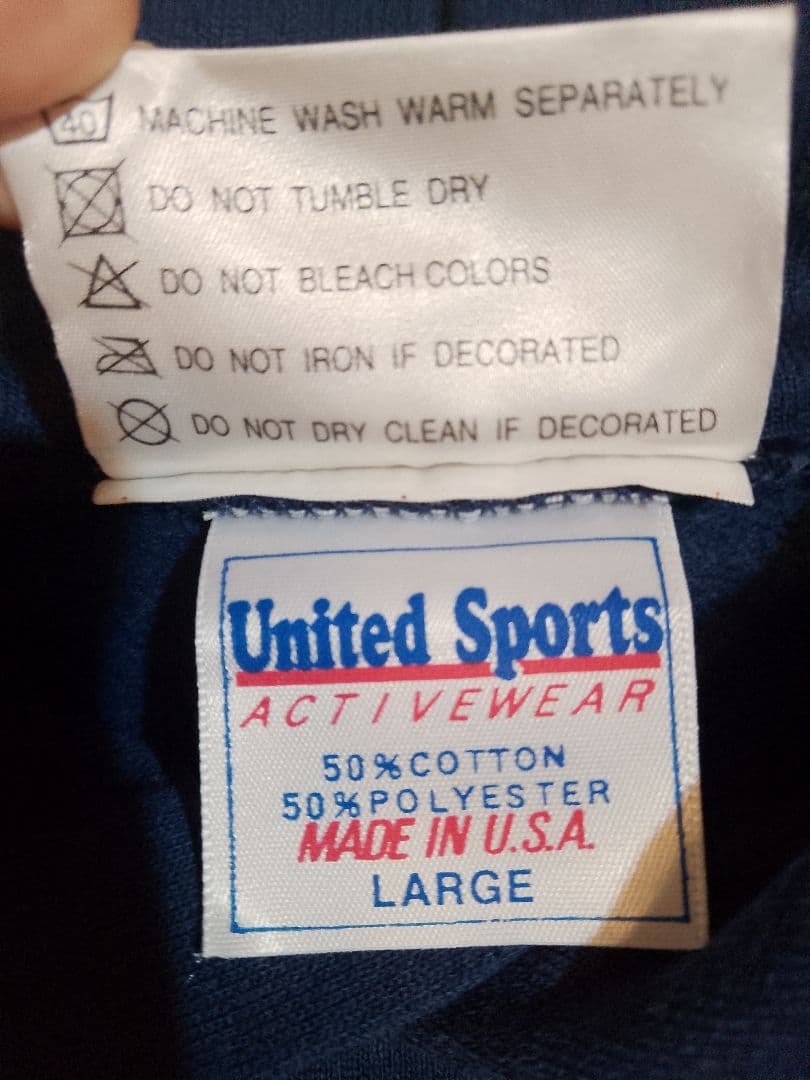 40 MACHINE WASH WARM SEPARATELY
DO NOT TUMBLE DRY
DO NOT BLEACH COLORS
DO NOT IRON IF DECORATED
DO NOT DRY CLEAN IF DECORATED
United Sports
ACTIVEWEAR
50%COTTON
50%POLYESTER
MADE IN U.S.A.
LARGE